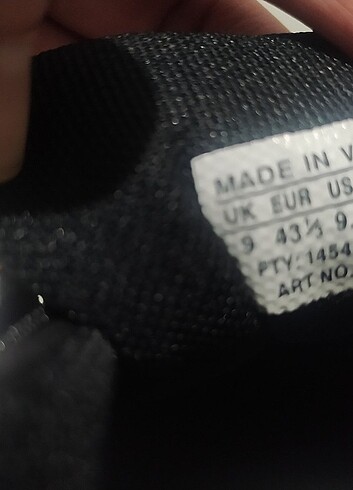 MADE IN V
UK EUR US
9 43⅓ 9.
PTY: 1454
ART NO.